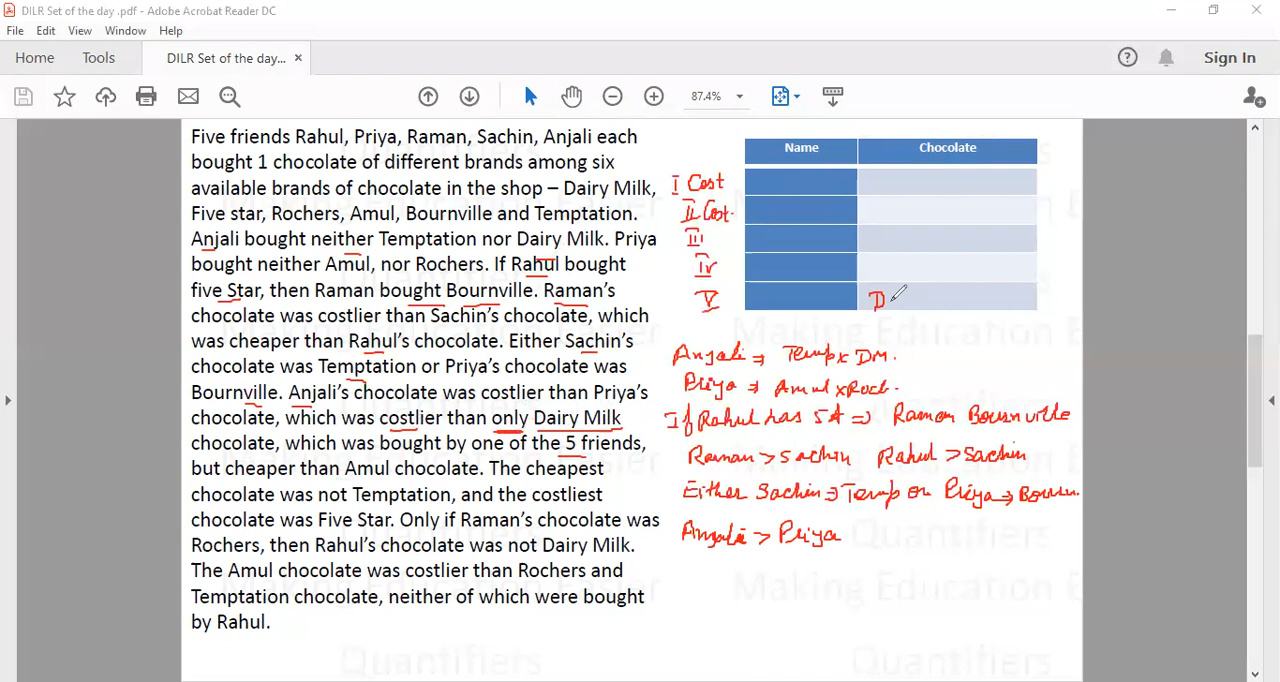 DILR Set of the day .pdf - Adobe Acrobat Reader DC
File Edit View Window Help
Home Tools DILR Set of the day... × Sign In
87.4%
Five friends Rahul, Priya, Raman, Sachin, Anjali each
bought 1 chocolate of different brands among six
available brands of chocolate in the shop – Dairy Milk,
Five star, Rochers, Amul, Bournville and Temptation.
Anjali bought neither Temptation nor Dairy Milk. Priya
bought neither Amul, nor Rochers. If Rahul bought
five Star, then Raman bought Bournville. Raman's
chocolate was costlier than Sachin's chocolate, which
was cheaper than Rahul's chocolate. Either Sachin's
chocolate was Temptation or Priya's chocolate was
Bournville. Anjali's chocolate was costlier than Priya's
chocolate, which was costlier than only Dairy Milk
chocolate, which was bought by one of the 5 friends,
but cheaper than Amul chocolate. The cheapest
chocolate was not Temptation, and the costliest
chocolate was Five Star. Only if Raman's chocolate was
Rochers, then Rahul's chocolate was not Dairy Milk.
The Amul chocolate was costlier than Rochers and
Temptation chocolate, neither of which were bought
by Rahul.
Name Chocolate
I Cost
II Cost.
III
IV
V D
Anjali ⇒ Temp x DM.
Priya ⇒ Amul x Roch.
If Rahul has 5 A ⇒ Raman Bournville
Raman > Sachin Rahul > Sachin
Either Sachin ⇒ Temp or Priya ⇒ Bourn.
Anjali > Priya
Making Education Easier
Quantifiers